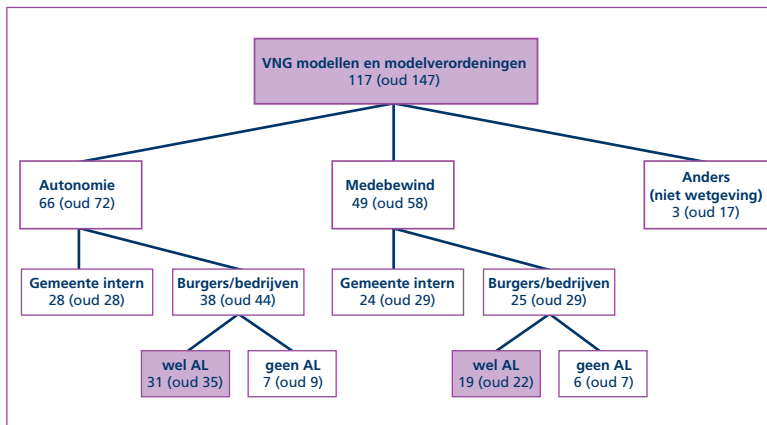 VNG modellen en modelverordeningen
117 (oud 147)
Autonomie
66 (oud 72)
Medebewind
49 (oud 58)
Anders
(niet wetgeving)
3 (oud 17)
Gemeente intern
28 (oud 28)
Burgers/bedrijven
38 (oud 44)
Gemeente intern
24 (oud 29)
Burgers/bedrijven
25 (oud 29)
wel AL
31 (oud 35)
geen AL
7 (oud 9)
wel AL
19 (oud 22)
geen AL
6 (oud 7)